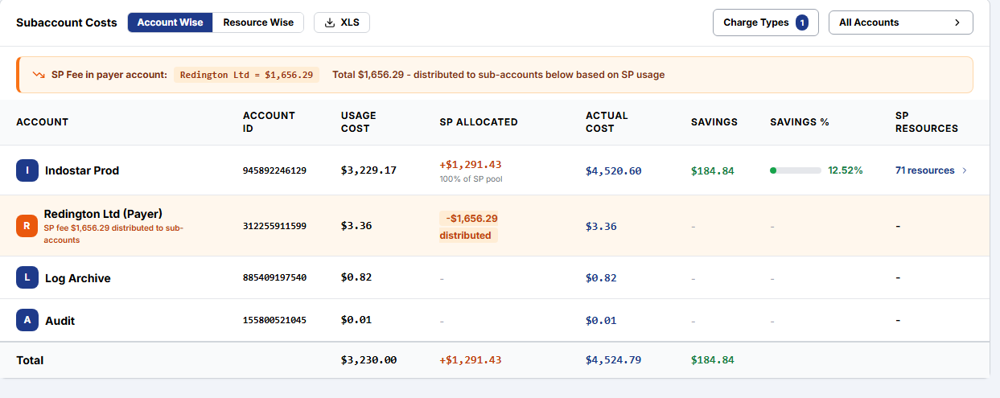 Subaccount Costs Account Wise Resource Wise XLS Charge Types 1 All Accounts
SP Fee in payer account: Redington Ltd = $1,656.29 Total $1,656.29 - distributed to sub-accounts below based on SP usage
ACCOUNT ACCOUNT ID USAGE COST SP ALLOCATED ACTUAL COST SAVINGS SAVINGS % SP RESOURCES
I Indostar Prod 945892246129 $3,229.17 +$1,291.43 $4,520.60 $184.84 12.52% 71 resources
100% of SP pool
R Redington Ltd (Payer) 312255911599 $3.36 -$1,656.29 distributed $3.36 - - -
SP fee $1,656.29 distributed to sub-
accounts
L Log Archive 885409197540 $0.82 - $0.82 - - -
A Audit 155800521045 $0.01 - $0.01 - - -
Total $3,230.00 +$1,291.43 $4,524.79 $184.84